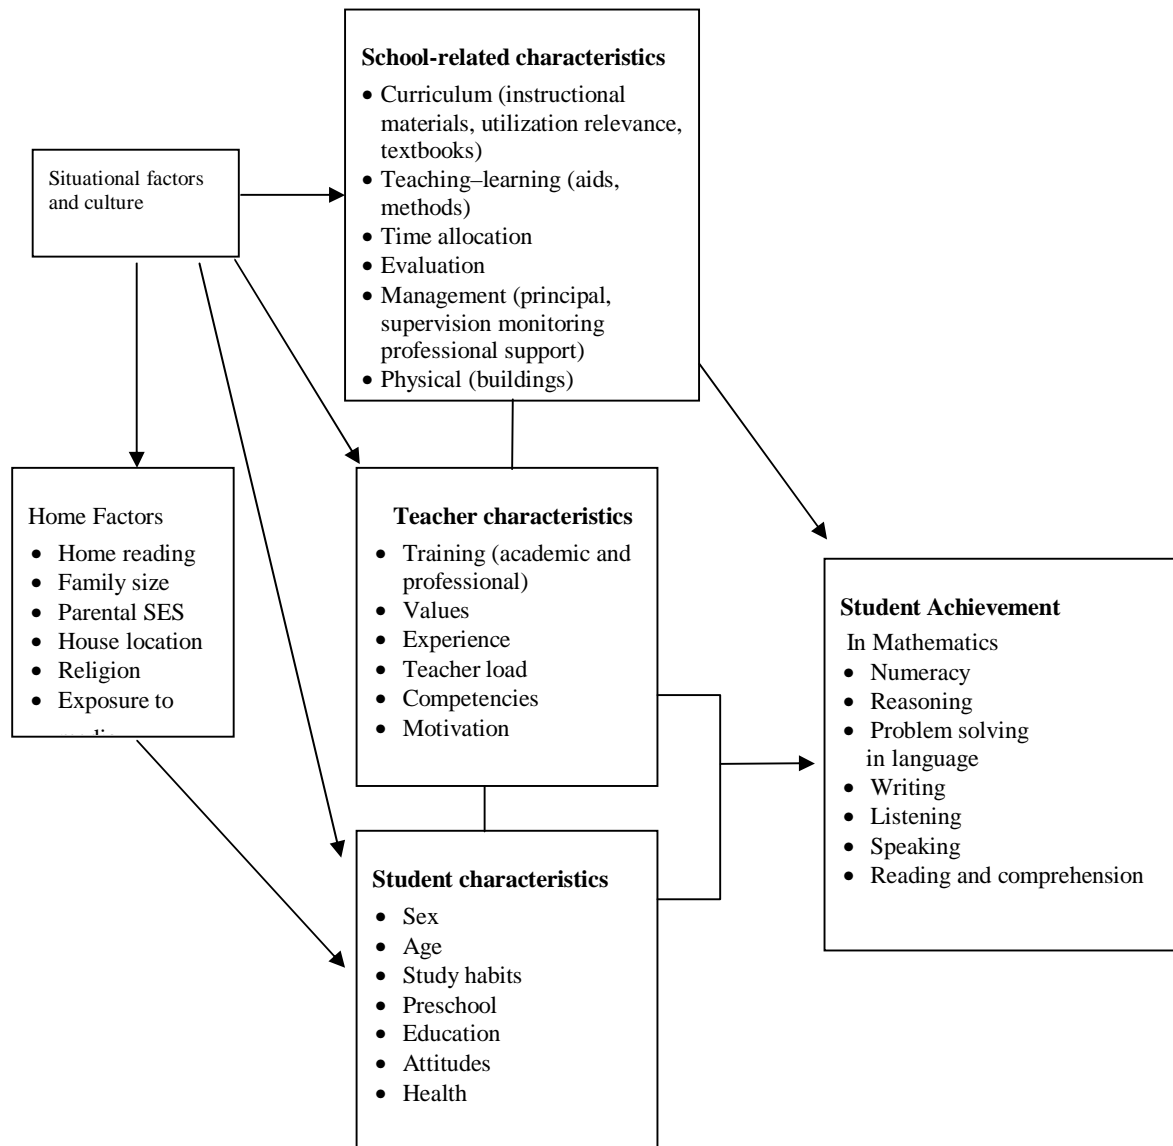 School-related characteristics
• Curriculum (instructional
materials, utilization relevance,
textbooks)
• Teaching–learning (aids,
methods)
• Time allocation
• Evaluation
• Management (principal,
supervision monitoring
professional support)
• Physical (buildings)
Situational factors
and culture
Home Factors
• Home reading
• Family size
• Parental SES
• House location
• Religion
• Exposure to
Teacher characteristics
• Training (academic and
professional)
• Values
• Experience
• Teacher load
• Competencies
• Motivation
Student characteristics
• Sex
• Age
• Study habits
• Preschool
• Education
• Attitudes
• Health
Student Achievement
In Mathematics
• Numeracy
• Reasoning
• Problem solving
in language
• Writing
• Listening
• Speaking
• Reading and comprehension